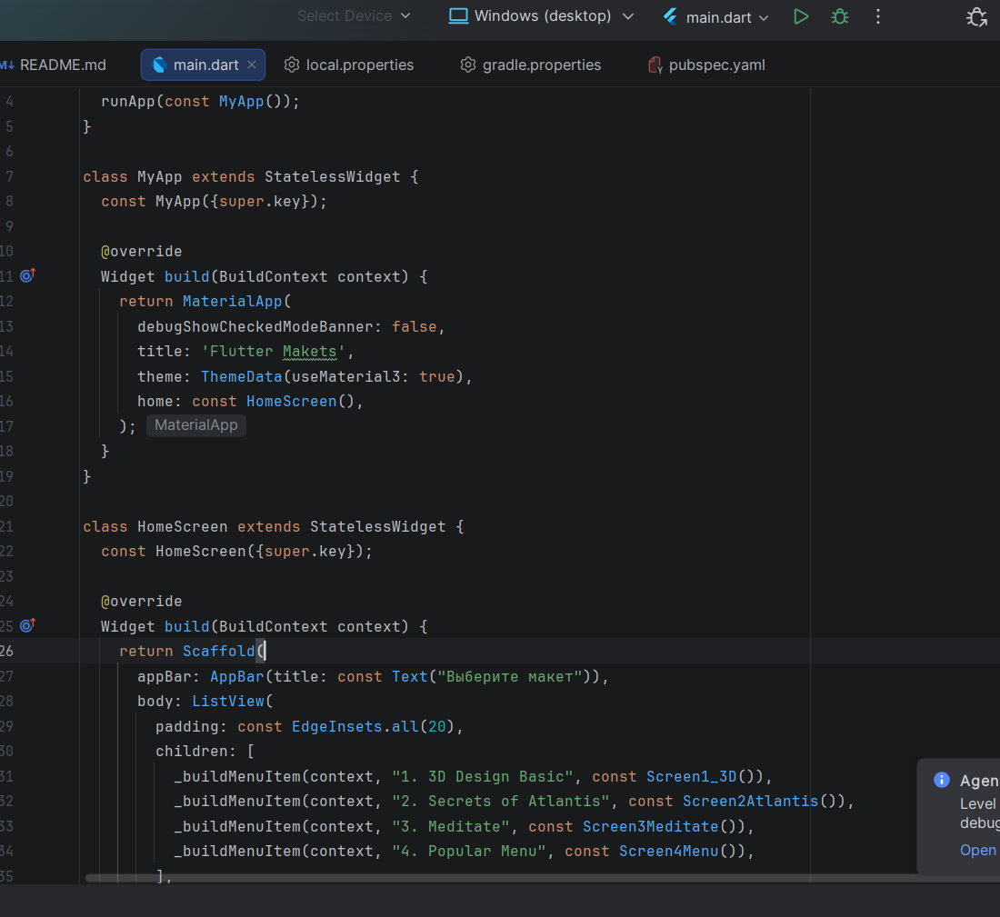 Select Device Windows (desktop) main.dart
M↓ README.md main.dart local.properties gradle.properties pubspec.yaml
4 runApp(const MyApp());
5 }
6
7 class MyApp extends StatelessWidget {
8 const MyApp({super.key});
9
10 @override
11 Widget build(BuildContext context) {
12 return MaterialApp(
13 debugShowCheckedModeBanner: false,
14 title: 'Flutter Makets',
15 theme: ThemeData(useMaterial3: true),
16 home: const HomeScreen(),
17 ); MaterialApp
18 }
19 }
20
21 class HomeScreen extends StatelessWidget {
22 const HomeScreen({super.key});
23
24 @override
25 Widget build(BuildContext context) {
26 return Scaffold(
27 appBar: AppBar(title: const Text("Выберите макет")),
28 body: ListView(
29 padding: const EdgeInsets.all(20),
30 children: [
31 _buildMenuItem(context, "1. 3D Design Basic", const Screen1_3D()),
32 _buildMenuItem(context, "2. Secrets of Atlantis", const Screen2Atlantis()),
33 _buildMenuItem(context, "3. Meditate", const Screen3Meditate()),
34 _buildMenuItem(context, "4. Popular Menu", const Screen4Menu()),
35 ],
Agen
Level
debug
Open